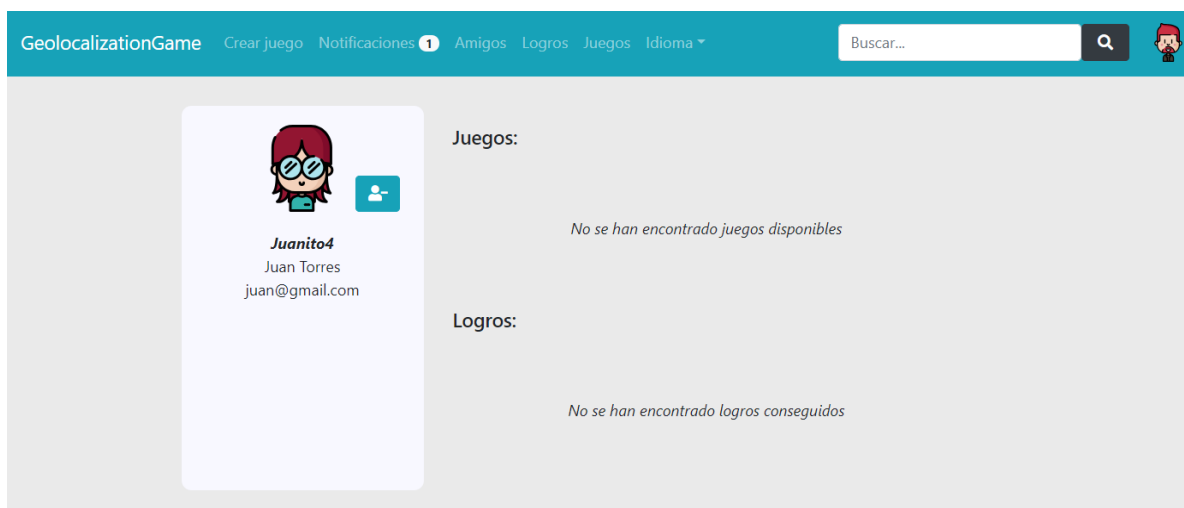 GeolocalizationGame Crear juego Notificaciones 1 Amigos Logros Juegos Idioma Buscar...
Juegos:
No se han encontrado juegos disponibles
Juanito4
Juan Torres
juan@gmail.com
Logros:
No se han encontrado logros conseguidos